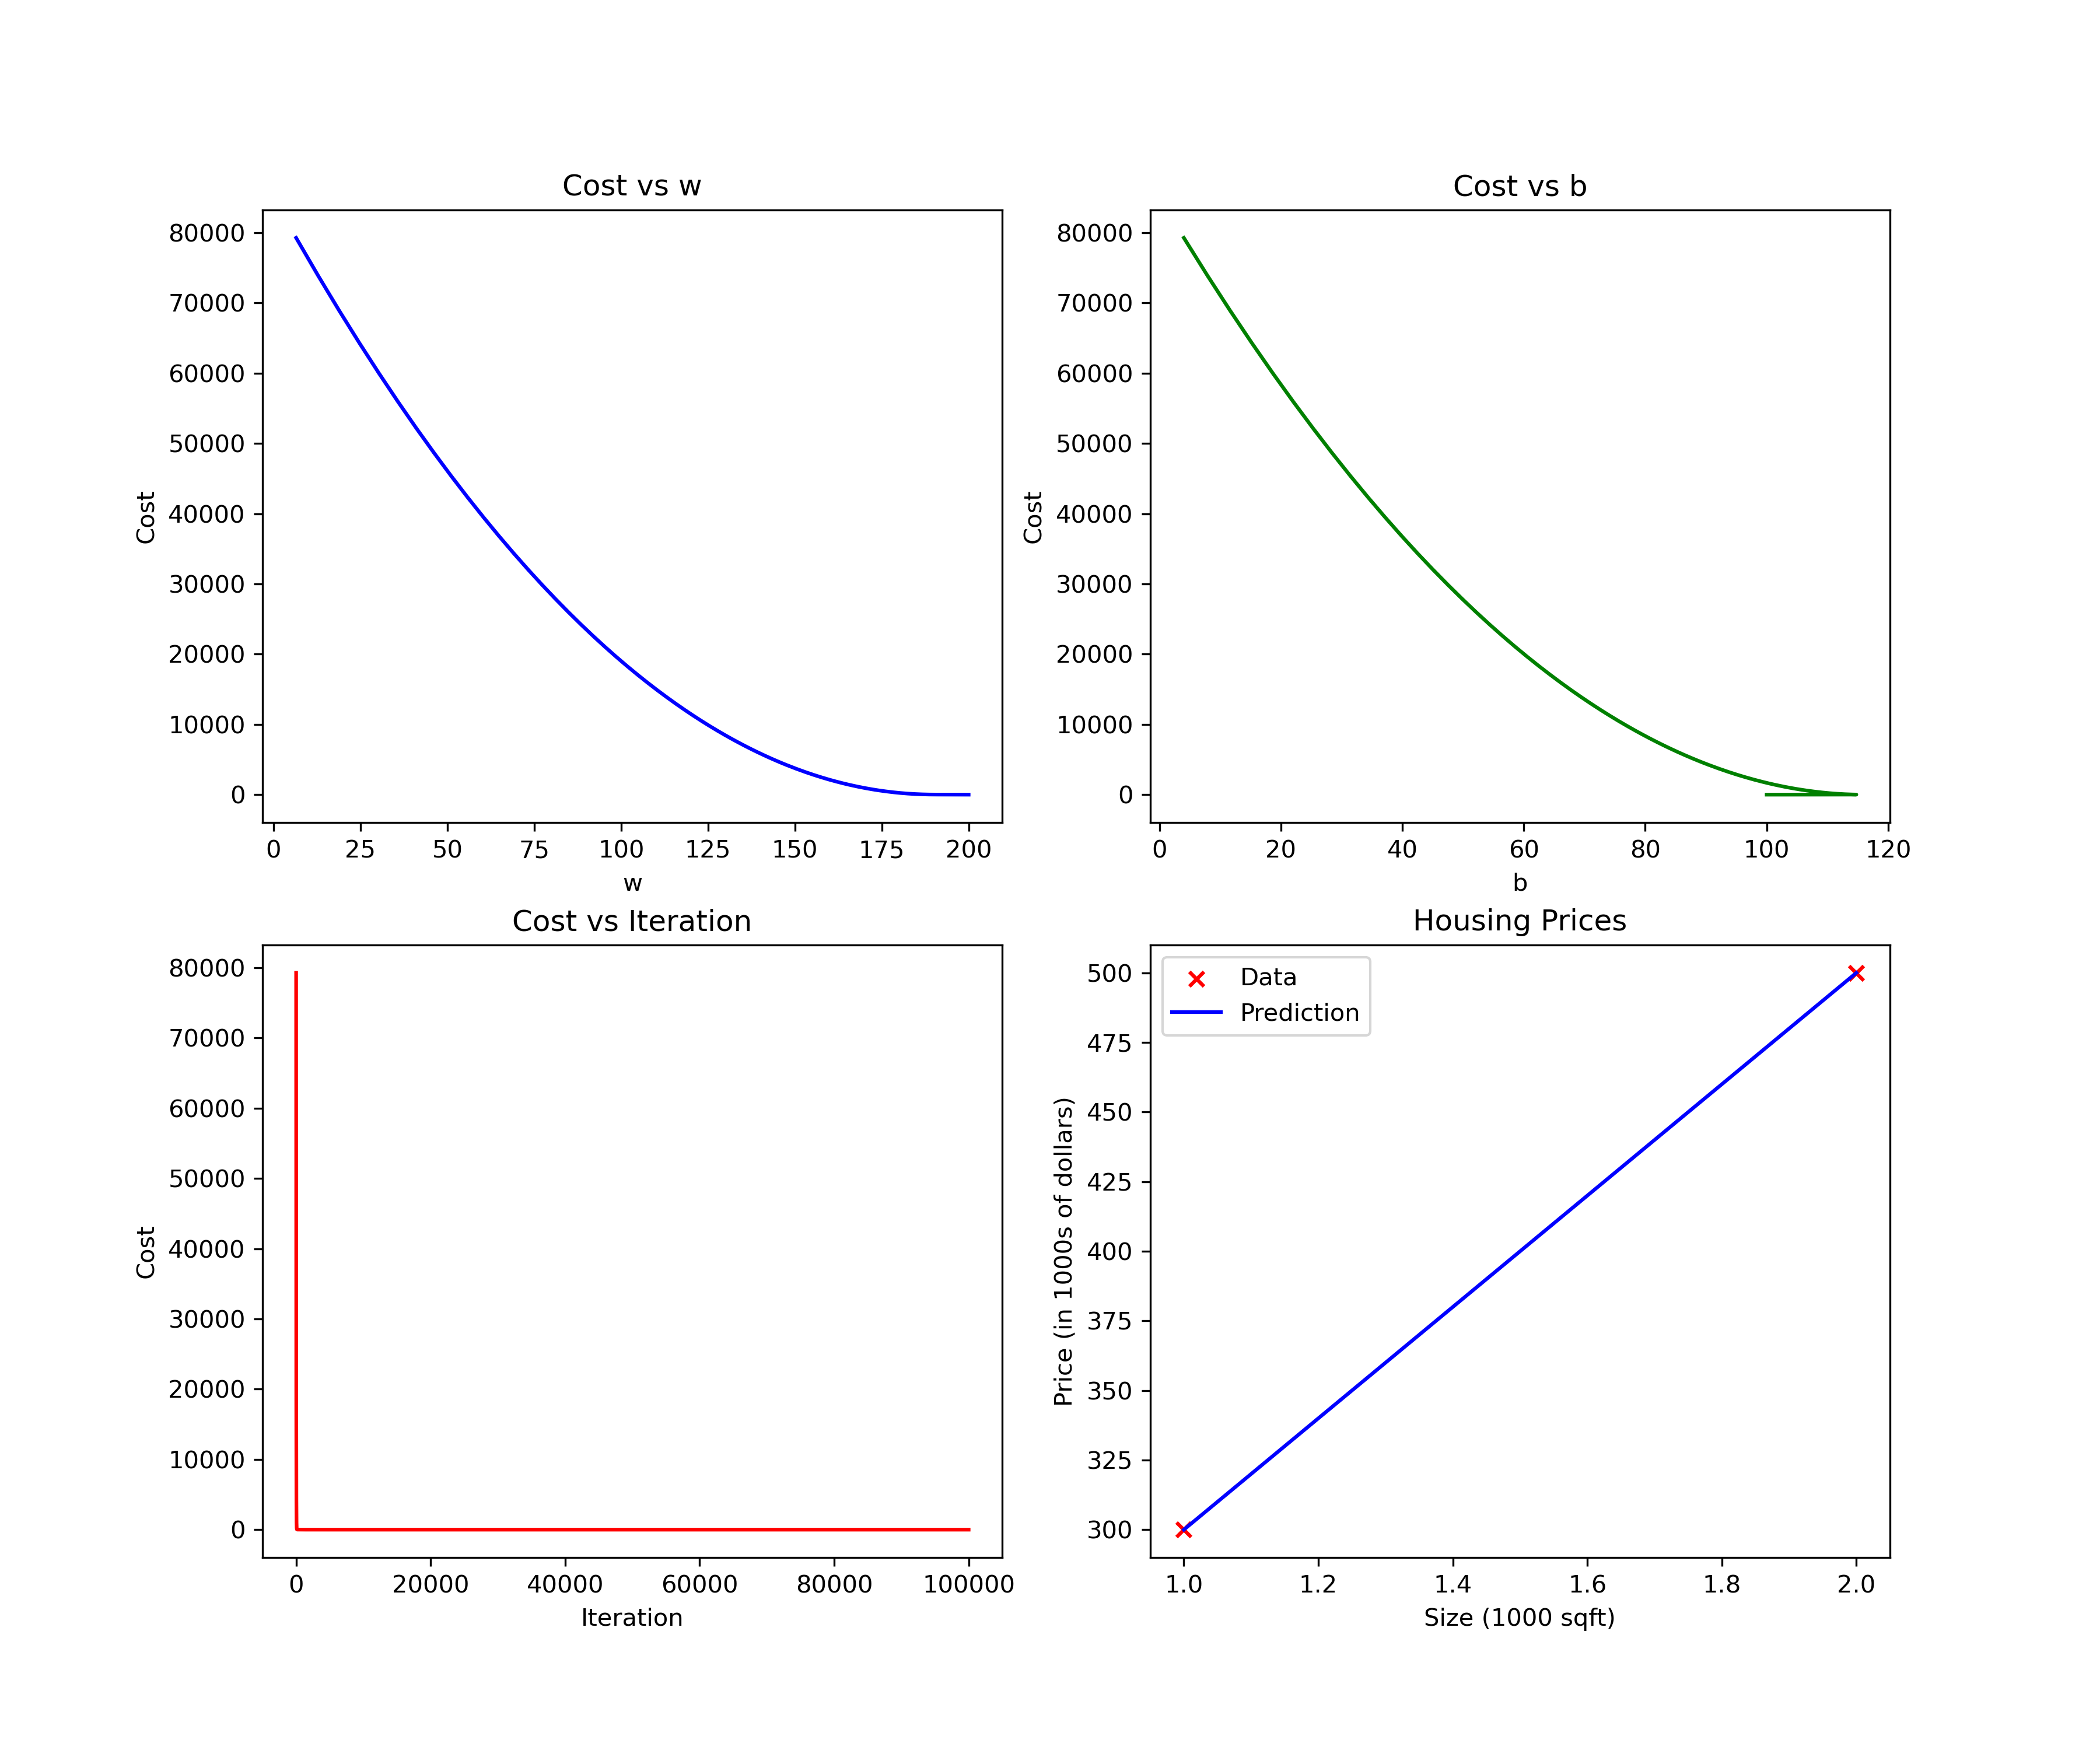 Cost vs w
80000
70000
60000
50000
40000
30000
20000
10000
0
Cost
0 25 50 75 100 125 150 175 200
w
Cost vs b
80000
70000
60000
50000
40000
30000
20000
10000
0
Cost
0 20 40 60 80 100 120
b
Cost vs Iteration
80000
70000
60000
50000
40000
30000
20000
10000
0
Cost
0 20000 40000 60000 80000 100000
Iteration
Housing Prices
Data
Prediction
500
475
450
425
400
375
350
325
300
Price (in 1000s of dollars)
1.0 1.2 1.4 1.6 1.8 2.0
Size (1000 sqft)